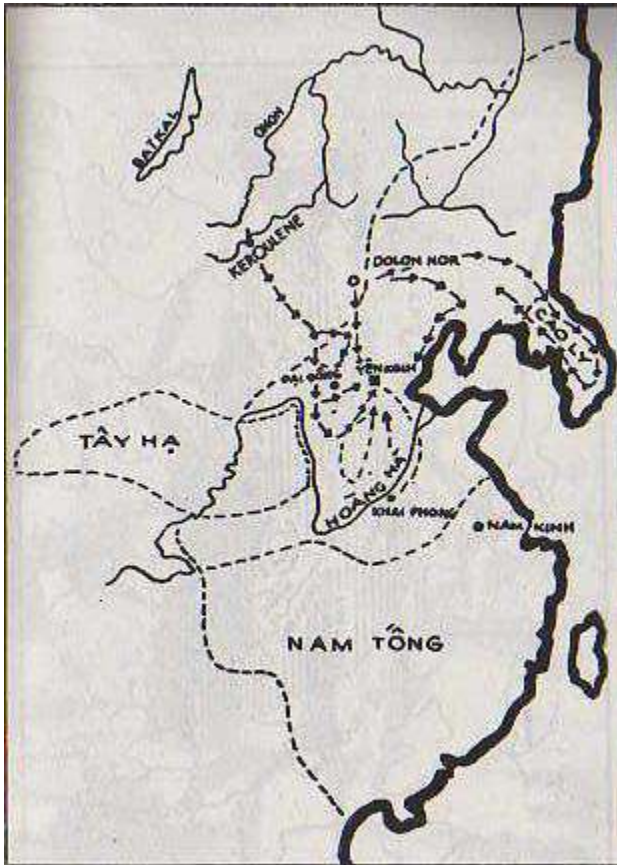 BAIKAL
ONON
KEROULENE
DOLON NOR
CAO LY
ĐẠI ĐỒNG
YÊN KINH
TÂY HẠ
HOÀNG HÀ
KHAI PHONG
NAM KINH
NAM TỐNG